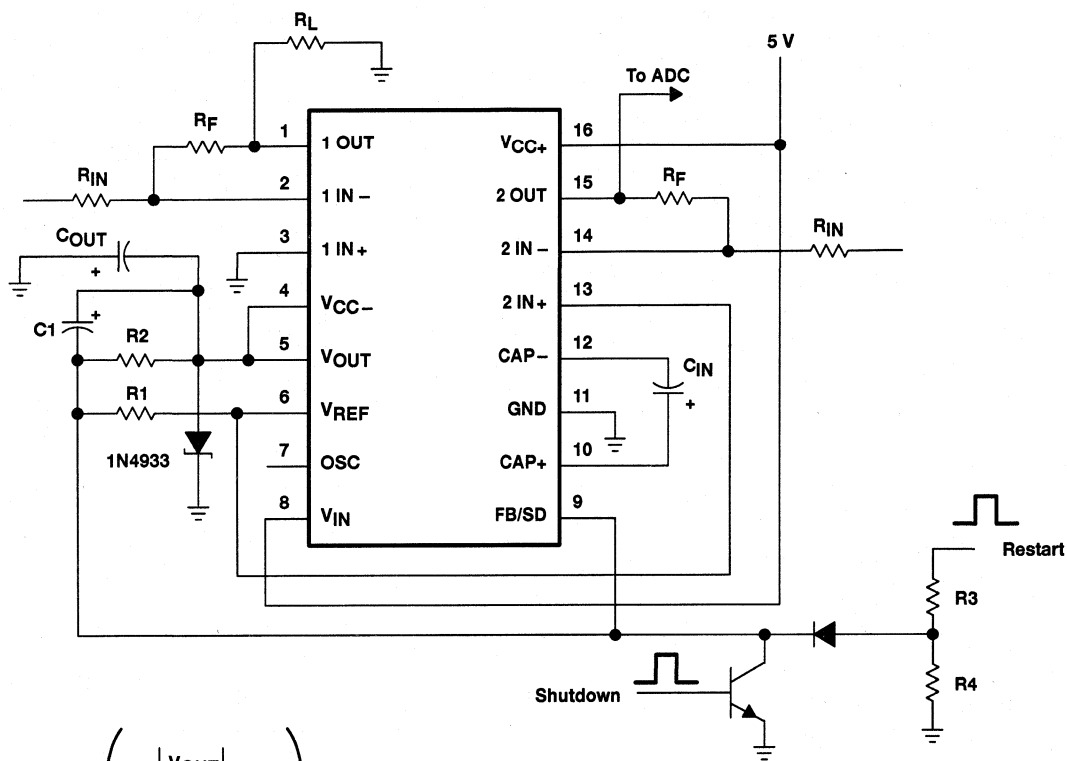 RL
5 V
To ADC
RF
1
1 OUT
VCC+
16
RIN
2
1 IN −
2 OUT
15
RF
COUT
+
3
1 IN +
2 IN −
14
RIN
4
VCC−
2 IN+
13
C1
+
R2
5
VOUT
CAP−
12
CIN
+
R1
6
VREF
GND
11
1N4933
7
OSC
CAP+
10
8
VIN
FB/SD
9
Restart
R3
Shutdown
R4
|VOUT|